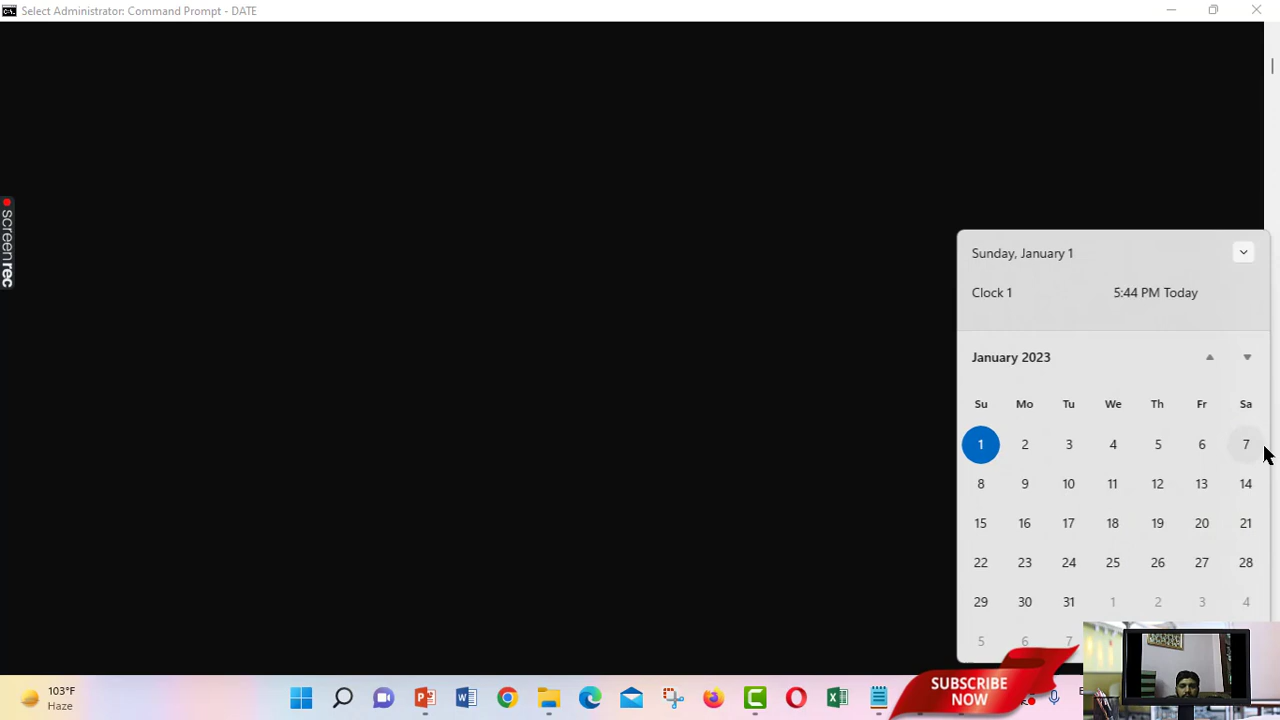 Select Administrator: Command Prompt - DATE
screenrec
Sunday, January 1
Clock 1 5:44 PM Today
January 2023
Su Mo Tu We Th Fr Sa
1 2 3 4 5 6 7
8 9 10 11 12 13 14
15 16 17 18 19 20 21
22 23 24 25 26 27 28
29 30 31 1 2 3 4
5 6 7
103°F
Haze
SUBSCRIBE
NOW